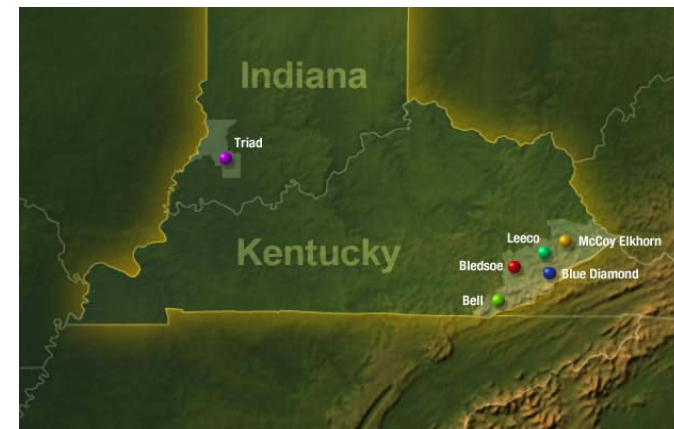 Indiana
Triad
Kentucky
Leeco
McCoy Elkhorn
Bledsoe
Blue Diamond
Bell